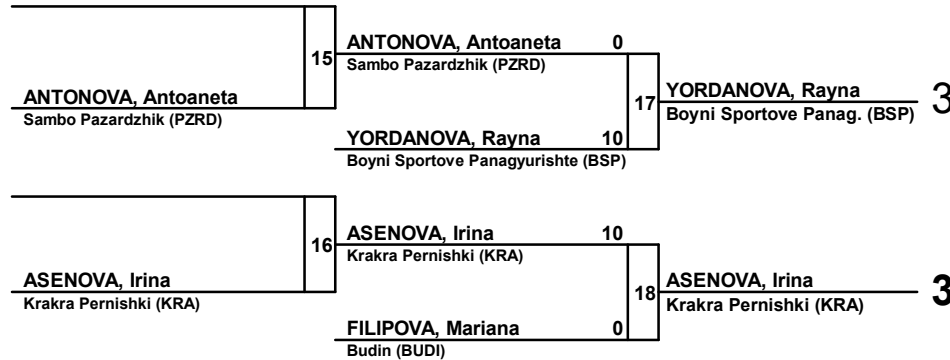 ANTONOVA, Antoaneta 0
15
Sambo Pazardzhik (PZRD)
ANTONOVA, Antoaneta
Sambo Pazardzhik (PZRD)
17
YORDANOVA, Rayna 3
Boyni Sportove Panag. (BSP)
YORDANOVA, Rayna 10
Boyni Sportove Panagyurishte (BSP)
ASENOVA, Irina 10
16
Krakra Pernishki (KRA)
ASENOVA, Irina
Krakra Pernishki (KRA)
18
ASENOVA, Irina 3
Krakra Pernishki (KRA)
FILIPOVA, Mariana 0
Budin (BUDI)